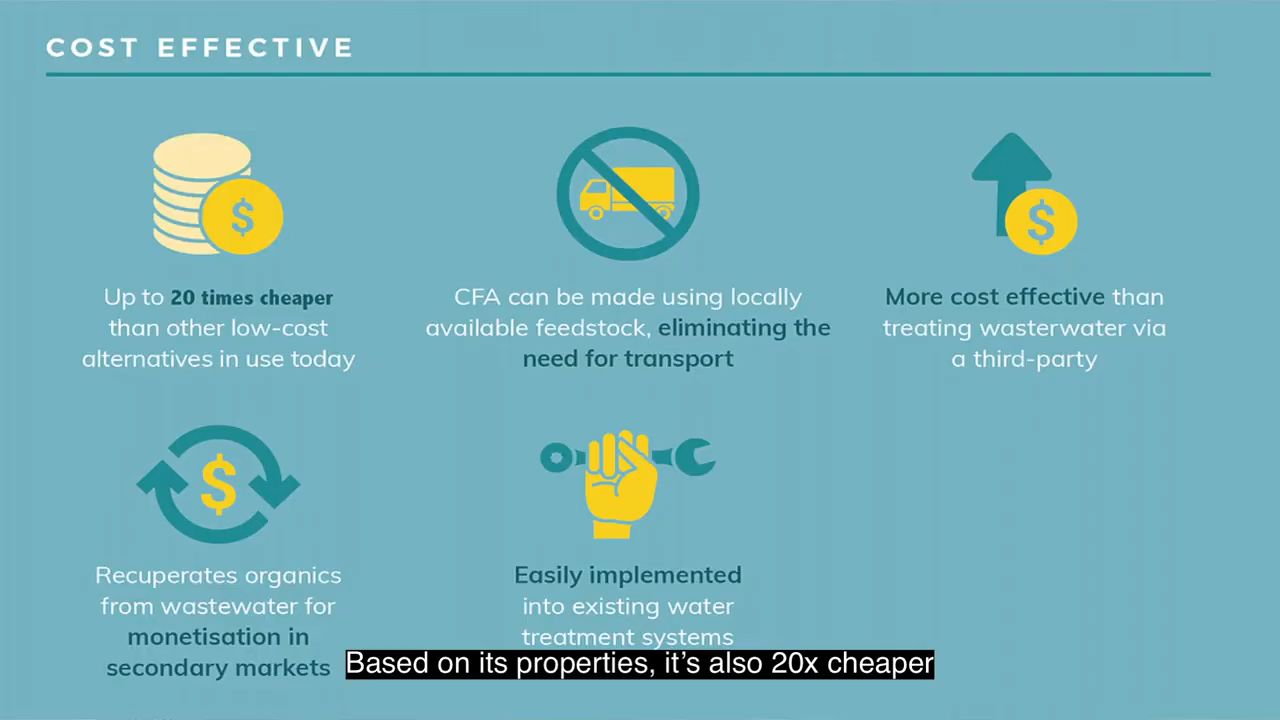 COST EFFECTIVE
$
$
Up to 20 times cheaper
than other low-cost
alternatives in use today
CFA can be made using locally
available feedstock, eliminating the
need for transport
More cost effective than
treating wasterwater via
a third-party
$
Recuperates organics
from wastewater for
monetisation in
secondary markets
Easily implemented
into existing water
treatment systems
Based on its properties, it's also 20x cheaper